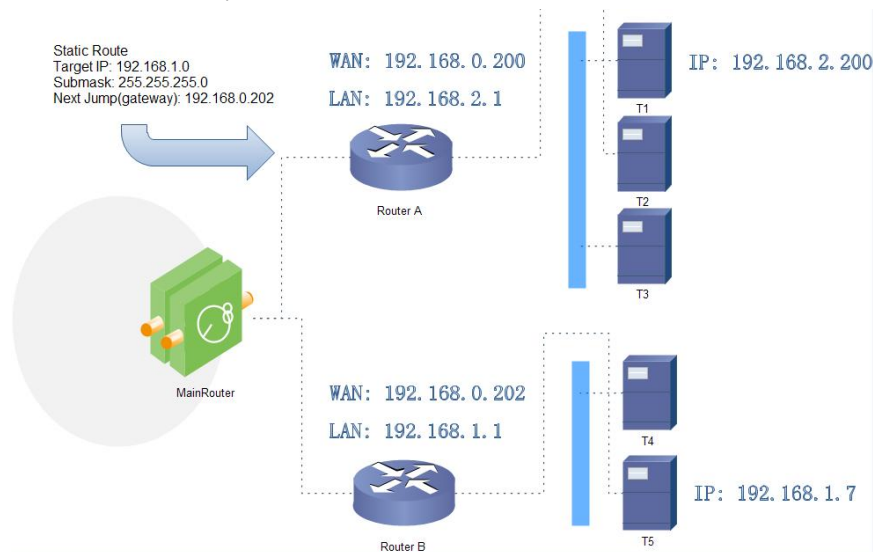 Static Route
Target IP: 192.168.1.0
Submask: 255.255.255.0
Next Jump(gateway): 192.168.0.202
WAN: 192.168.0.200
LAN: 192.168.2.1
Router A
IP: 192.168.2.200
T1
T2
T3
MainRouter
WAN: 192.168.0.202
LAN: 192.168.1.1
Router B
T4
IP: 192.168.1.7
T5